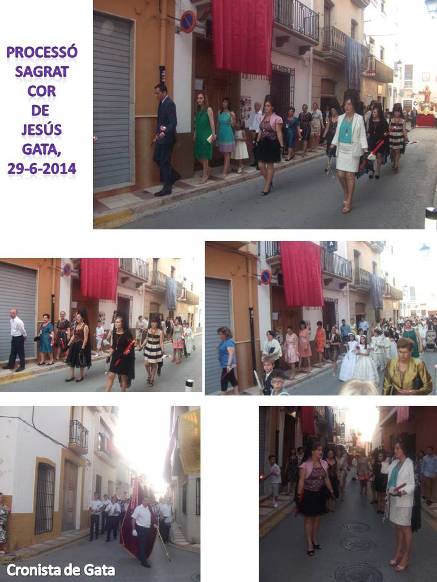 PROCESSÓ
SAGRAT
COR
DE
JESÚS
GATA,
29-6-2014
Cronista de Gata